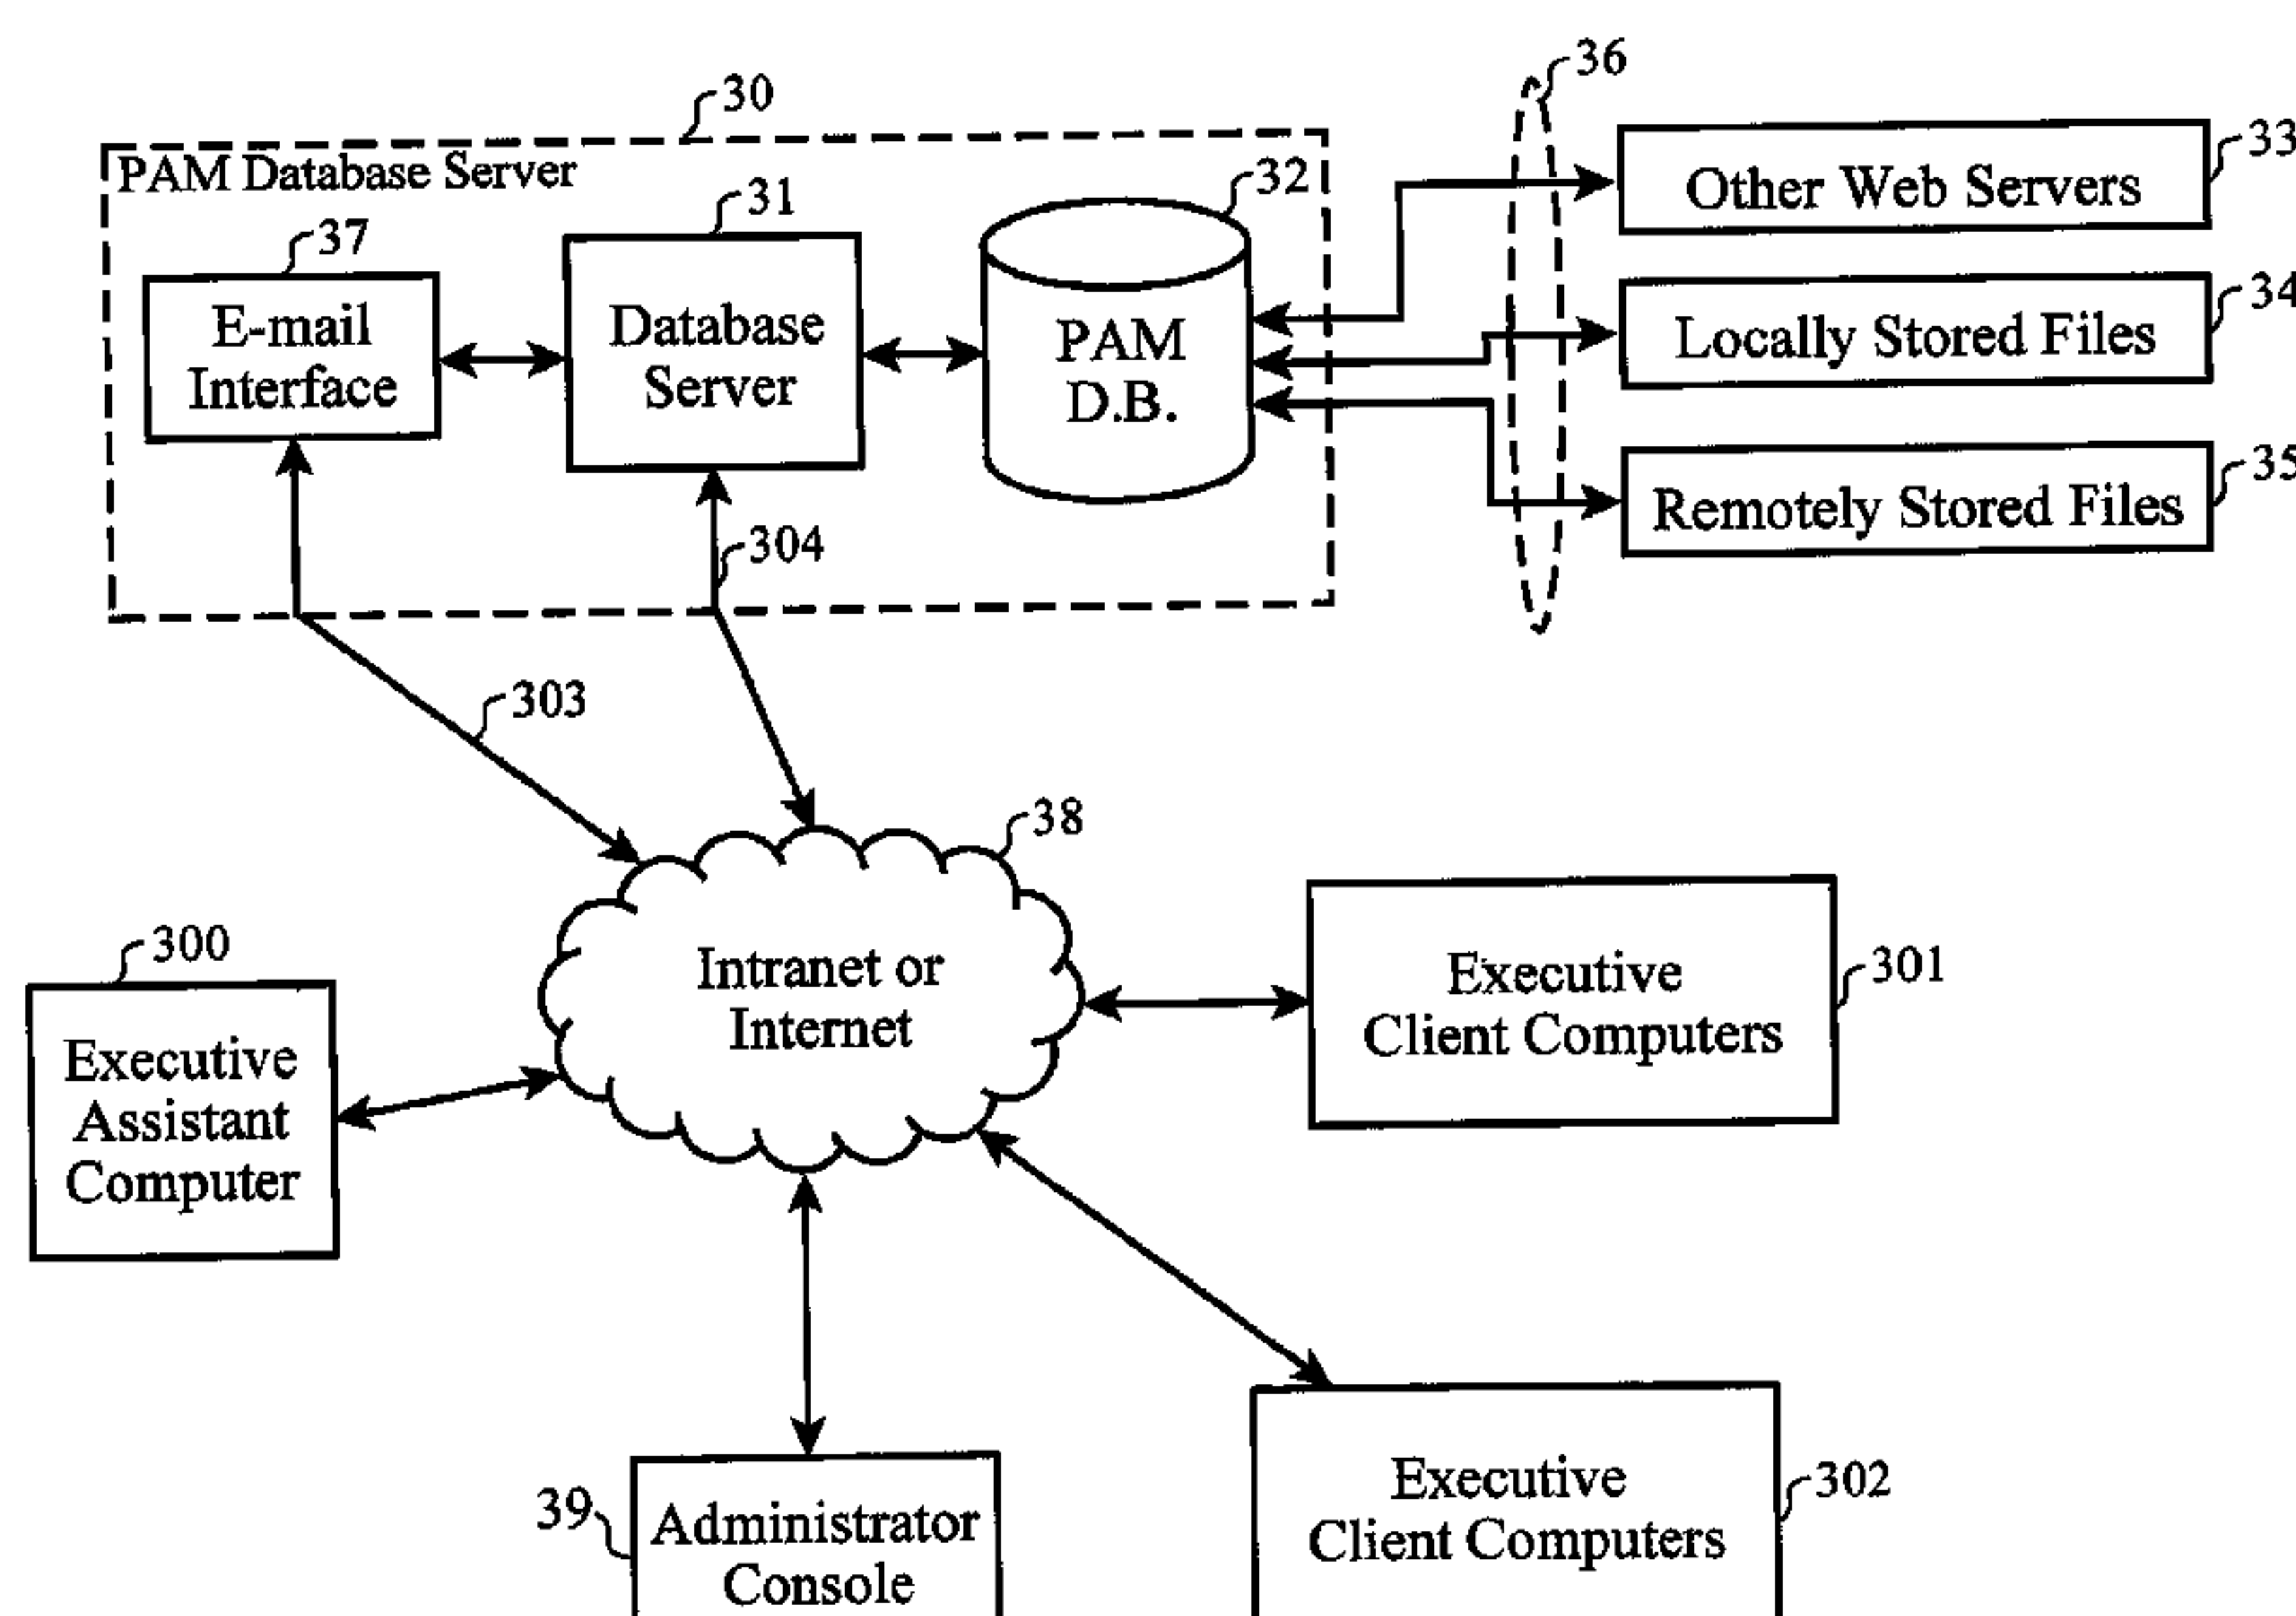 30
36
PAM Database Server
37
31
32
33
E-mail
Interface
Database
Server
PAM
D.B.
Other Web Servers
34
Locally Stored Files
35
Remotely Stored Files
304
303
38
300
Executive
Assistant
Computer
Intranet or
Internet
Executive
Client Computers
301
39
Administrator
Console
Executive
Client Computers
302